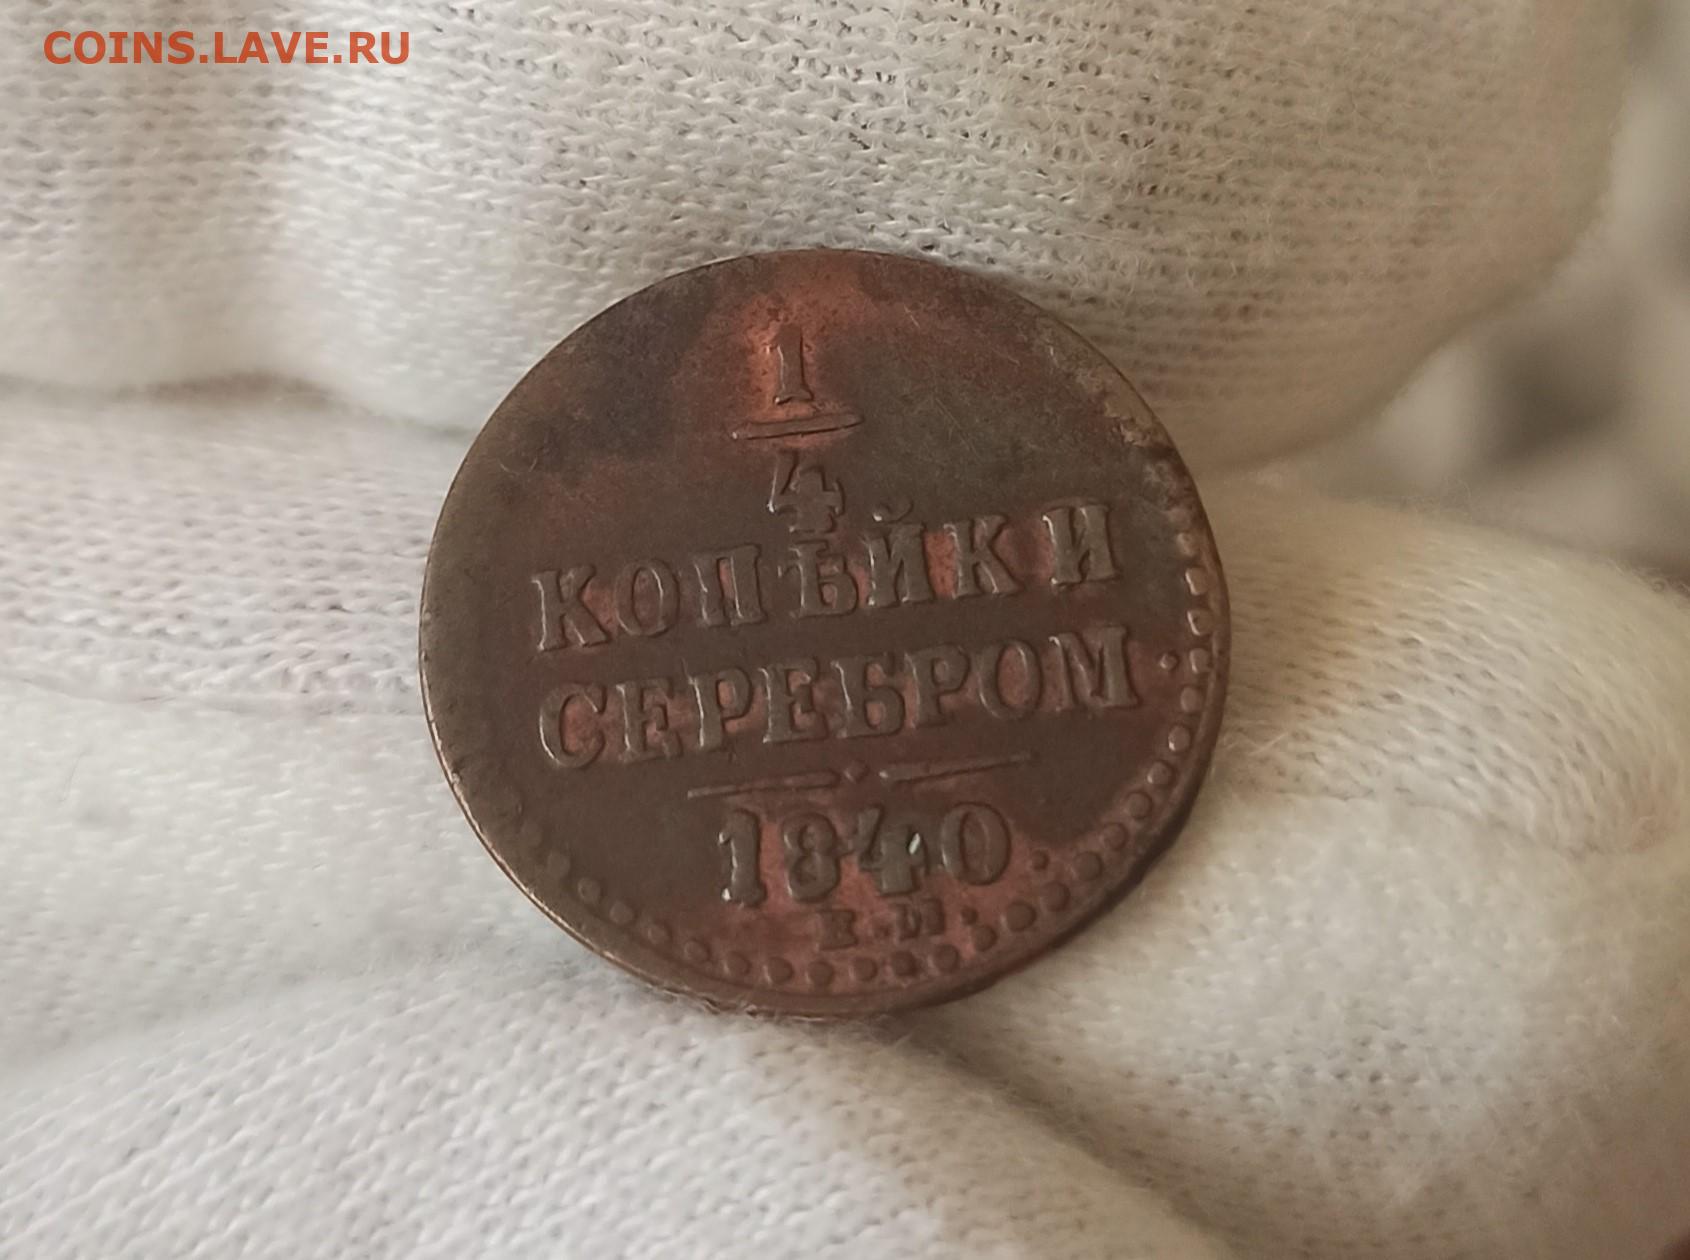 COINS.LAVE.RU
1
4
КОПѢЙКИ
СЕРЕБРОМ
1840
Е.М.